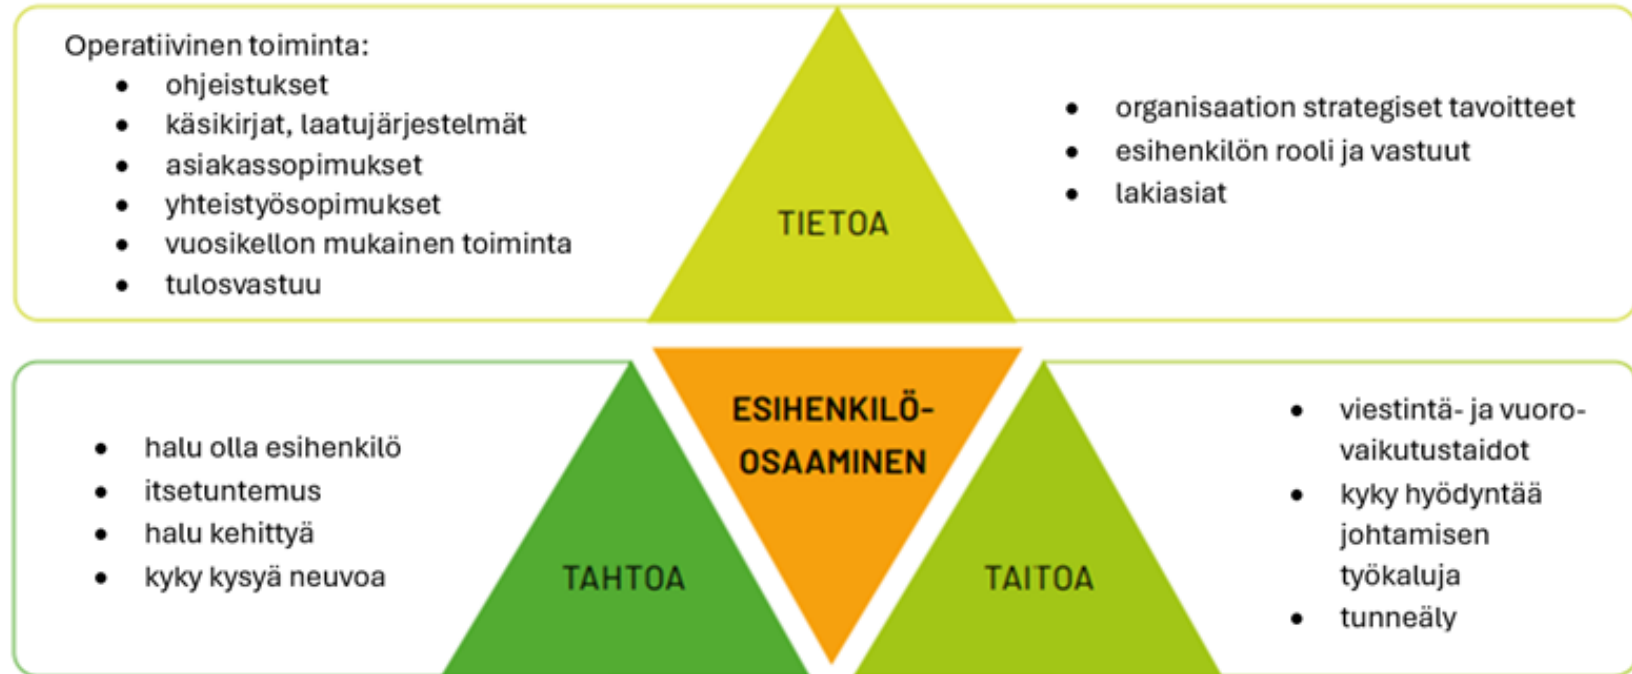 Operatiivinen toiminta:
• ohjeistukset
• käsikirjat, laatujärjestelmät
• asiakassopimukset
• yhteistyösopimukset
• vuosikellon mukainen toiminta
• tulosvastuu
TIETOA
• organisaation strategiset tavoitteet
• esihenkilön rooli ja vastuut
• lakiasiat
• halu olla esihenkilö
• itsetuntemus
• halu kehittyä
• kyky kysyä neuvoa
TAHTOA
ESIHENKILÖ-
OSAAMINEN
TAITOA
• viestintä- ja vuoro-
vaikutustaidot
• kyky hyödyntää
johtamisen
työkaluja
• tunneäly